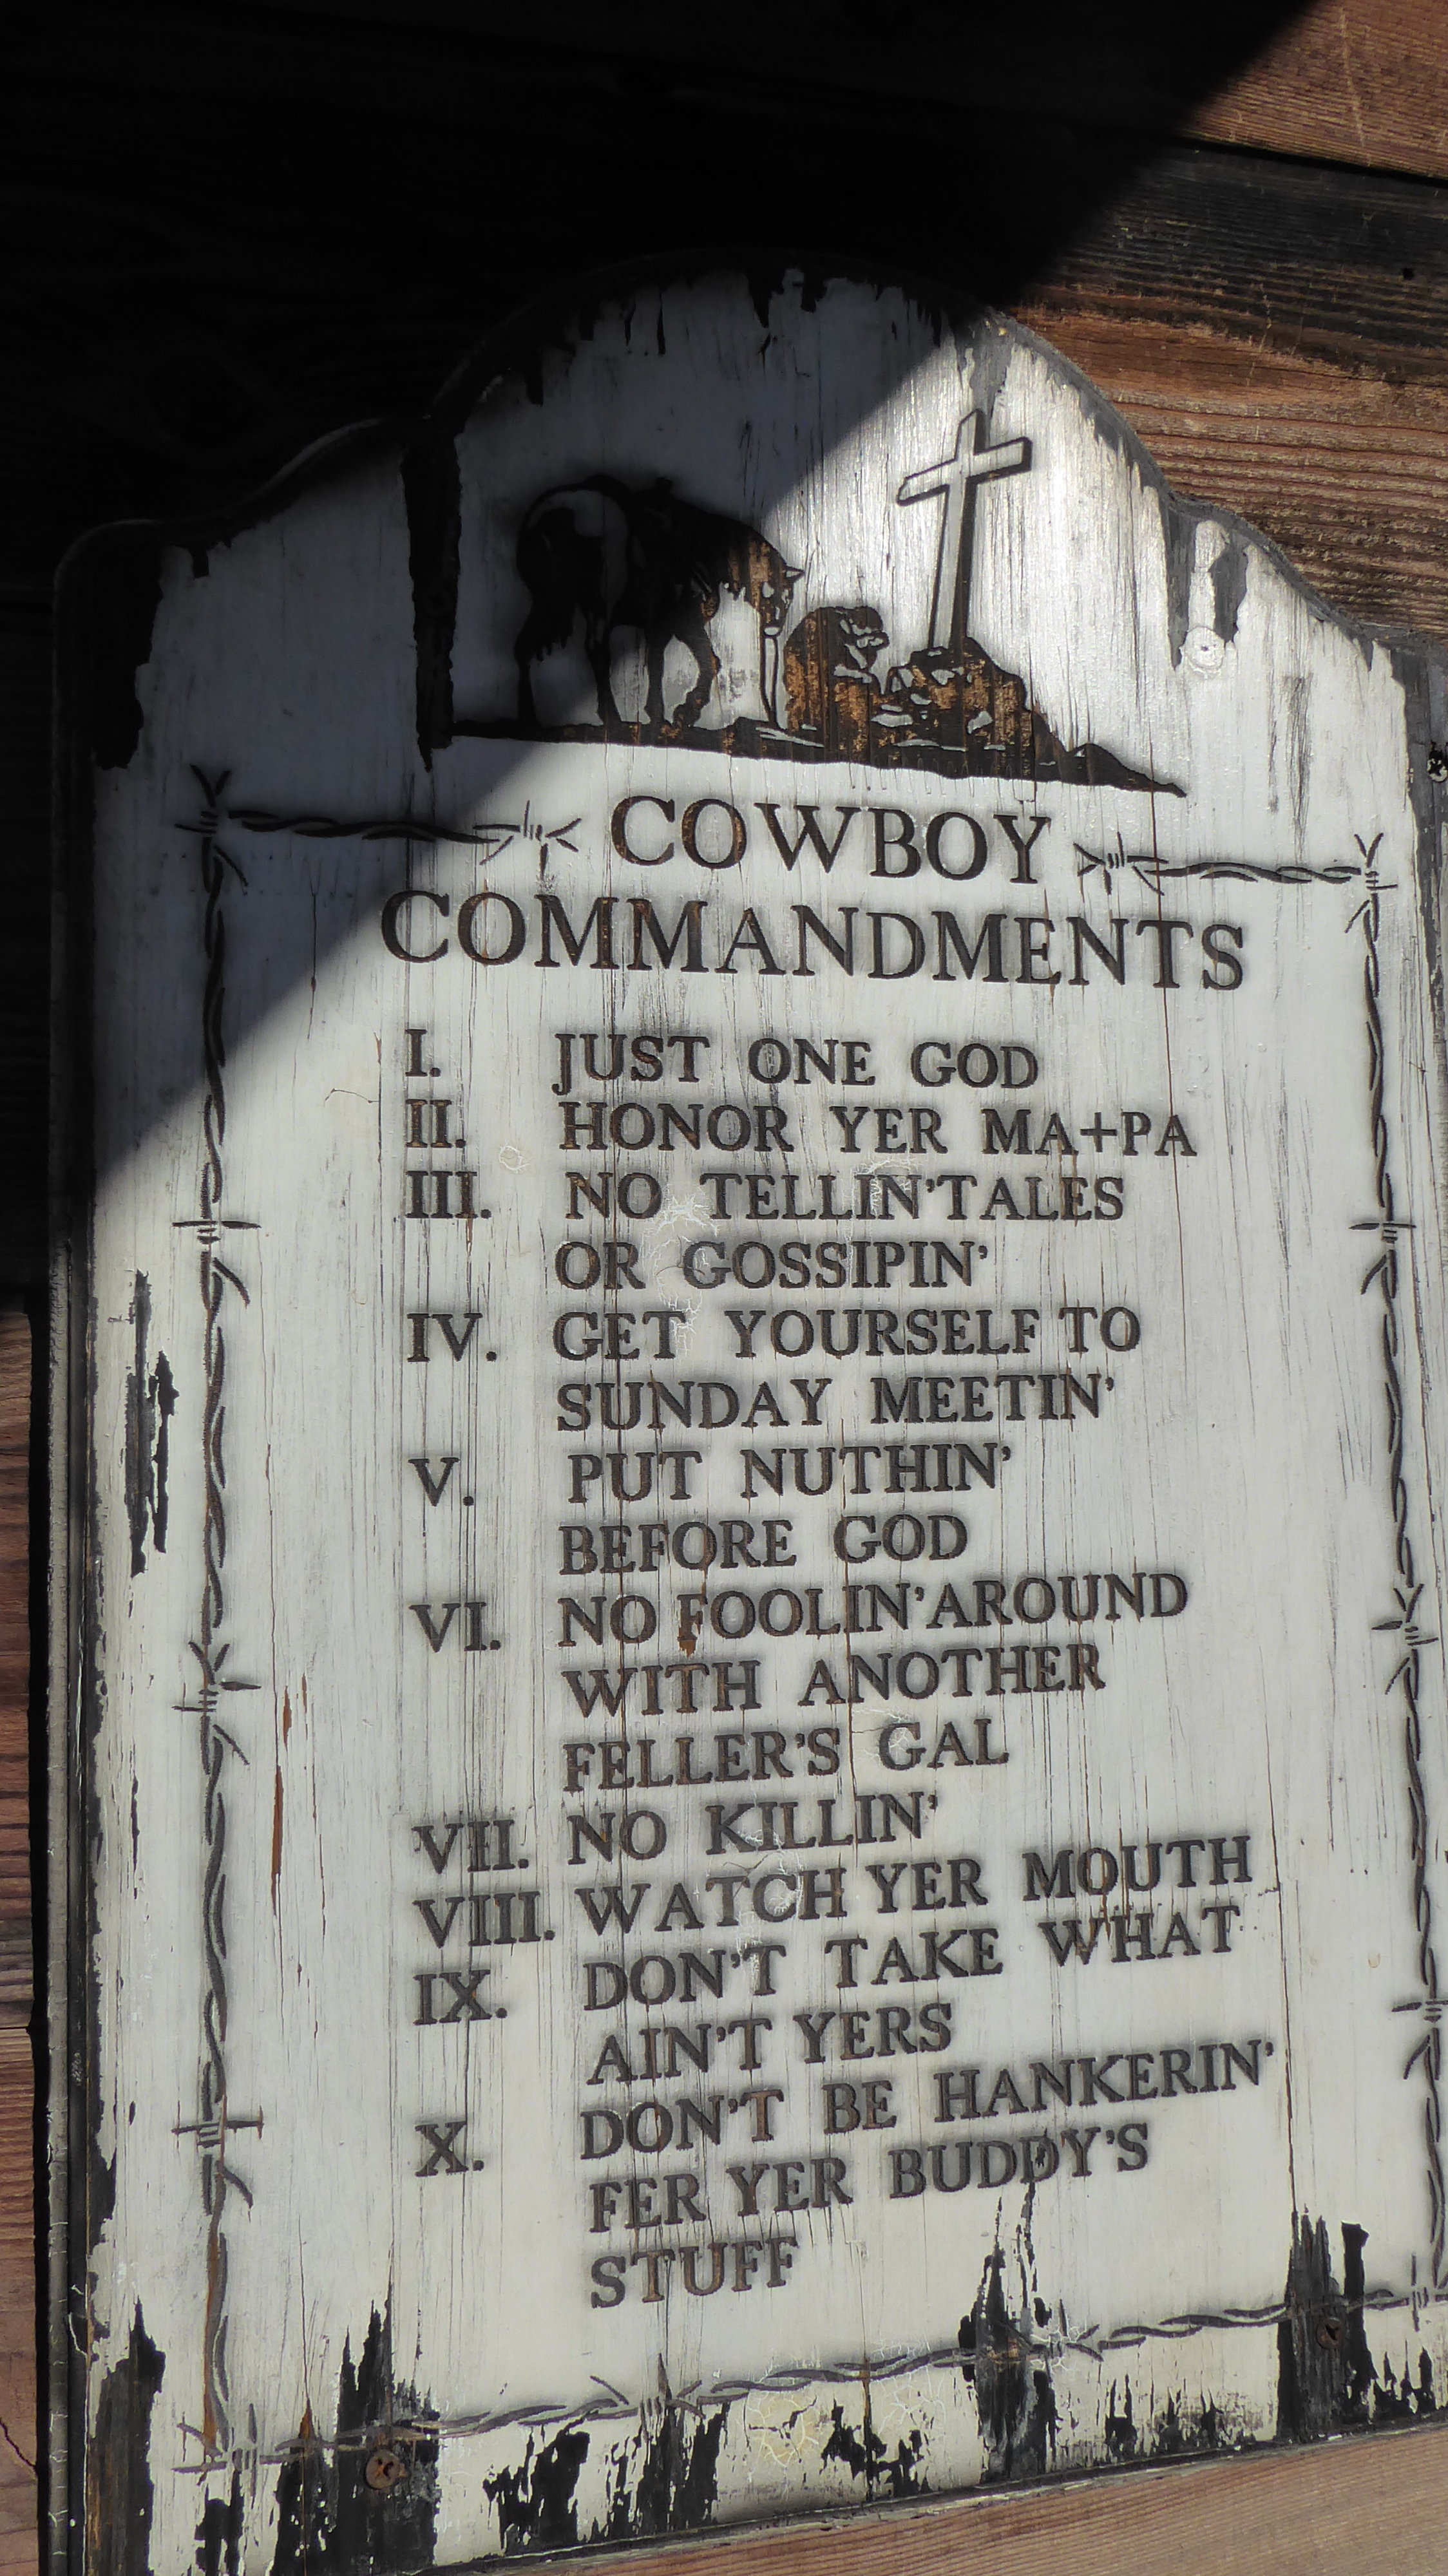 COWBOY
COMMANDMENTS
I. JUST ONE GOD
II. HONOR YER MA+PA
III. NO TELLIN' TALES
OR GOSSIPIN'
IV. GET YOURSELF TO
SUNDAY MEETIN'
V. PUT NUTHIN'
BEFORE GOD
VI. NO FOOLIN' AROUND
WITH ANOTHER
FELLER'S GAL
VII. NO KILLIN'
VIII. WATCH YER MOUTH
IX. DON'T TAKE WHAT
AIN'T YERS
X. DON'T BE HANKERIN'
FER YER BUDDY'S
STUFF